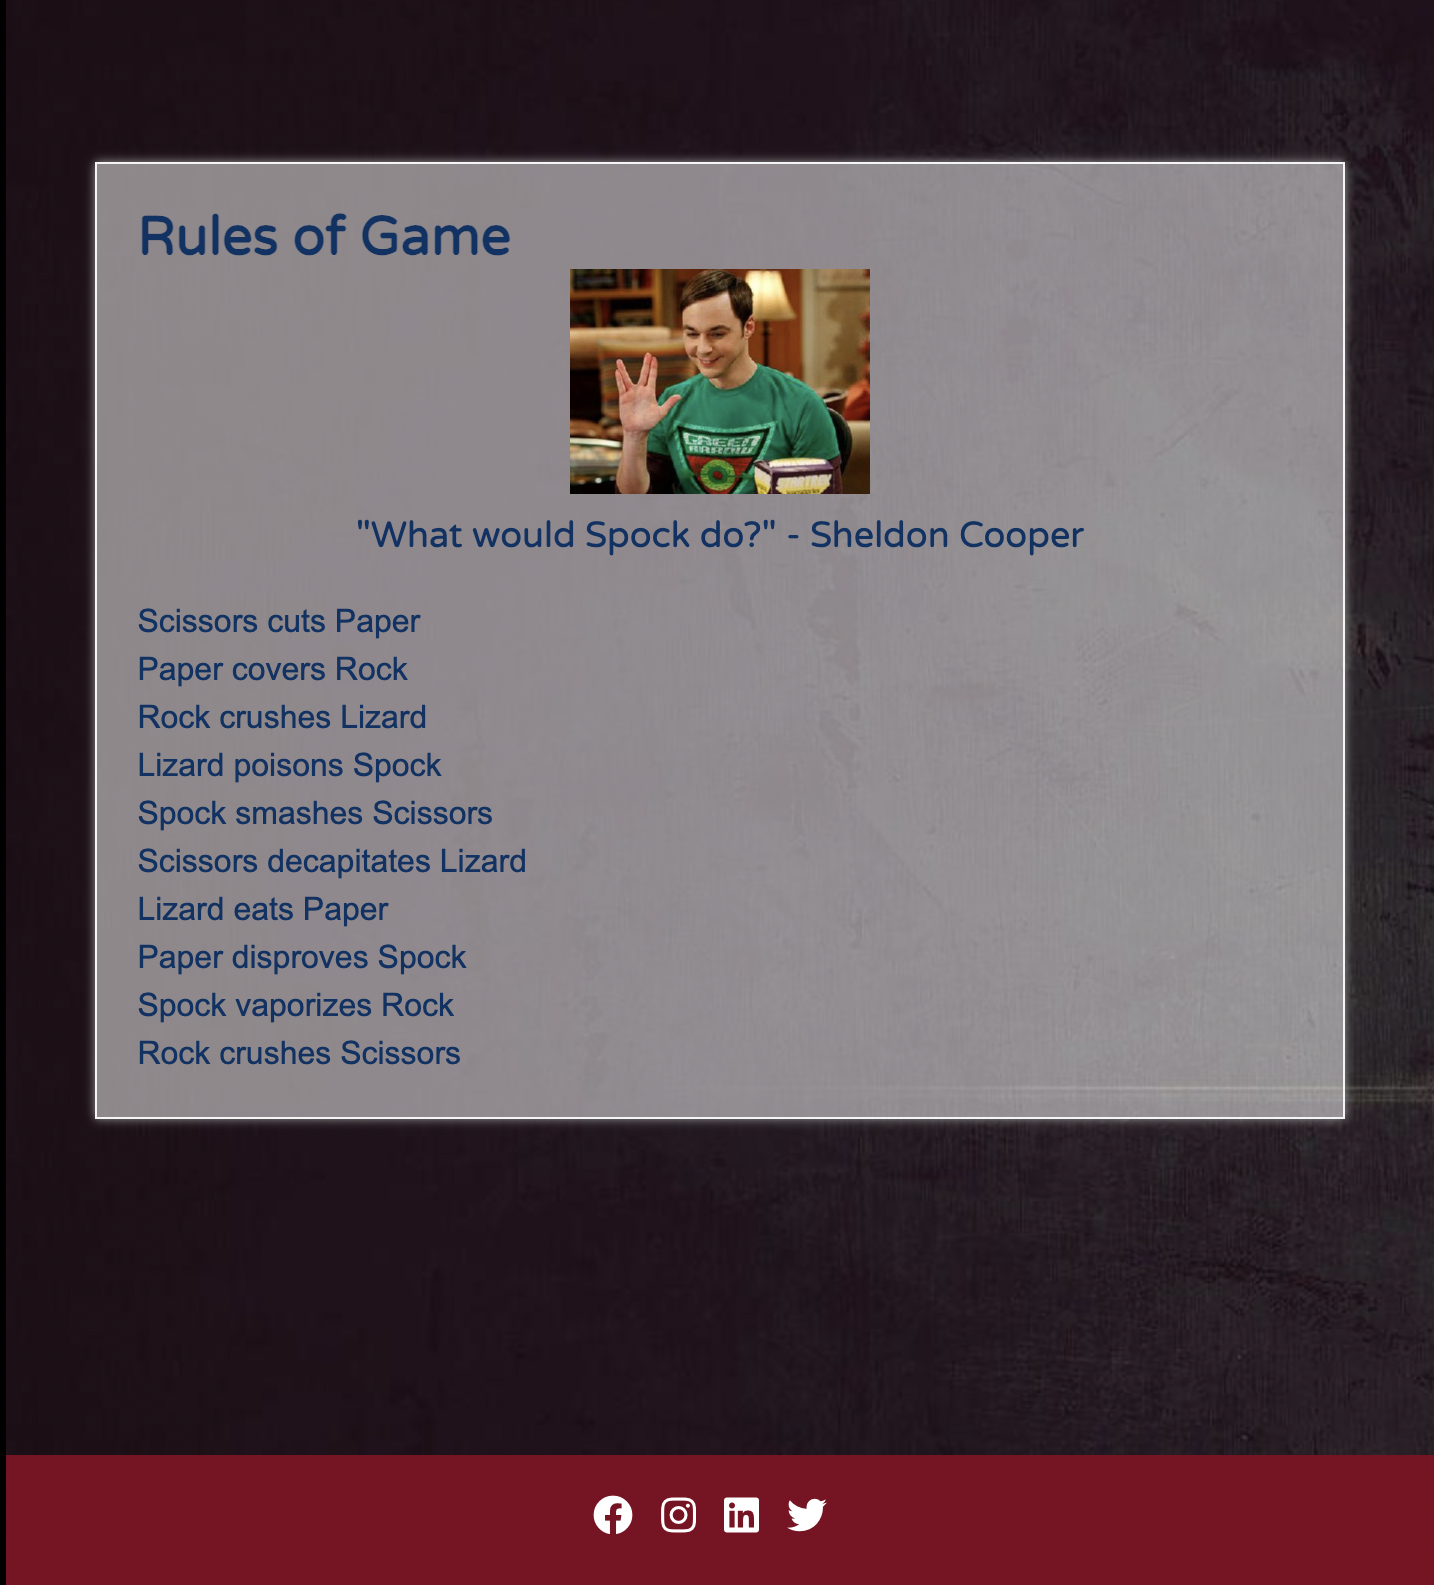 Rules of Game
GREEN
ARROW
"What would Spock do?" - Sheldon Cooper
Scissors cuts Paper
Paper covers Rock
Rock crushes Lizard
Lizard poisons Spock
Spock smashes Scissors
Scissors decapitates Lizard
Lizard eats Paper
Paper disproves Spock
Spock vaporizes Rock
Rock crushes Scissors